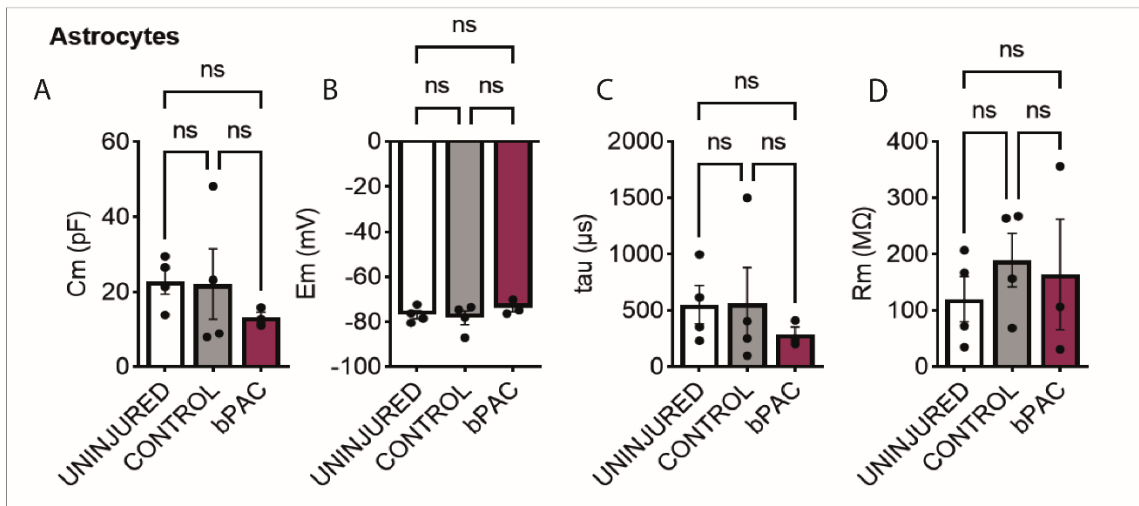 Astrocytes
A
ns
ns
ns
Cm (pF)
60
40
20
0
UNINJURED
CONTROL
bPAC
B
ns
ns
ns
Em (mV)
0
-20
-40
-60
-80
-100
UNINJURED
CONTROL
bPAC
C
ns
ns
ns
tau (µs)
2000
1500
1000
500
0
UNINJURED
CONTROL
bPAC
D
ns
ns
ns
Rm (MΩ)
400
300
200
100
0
UNINJURED
CONTROL
bPAC